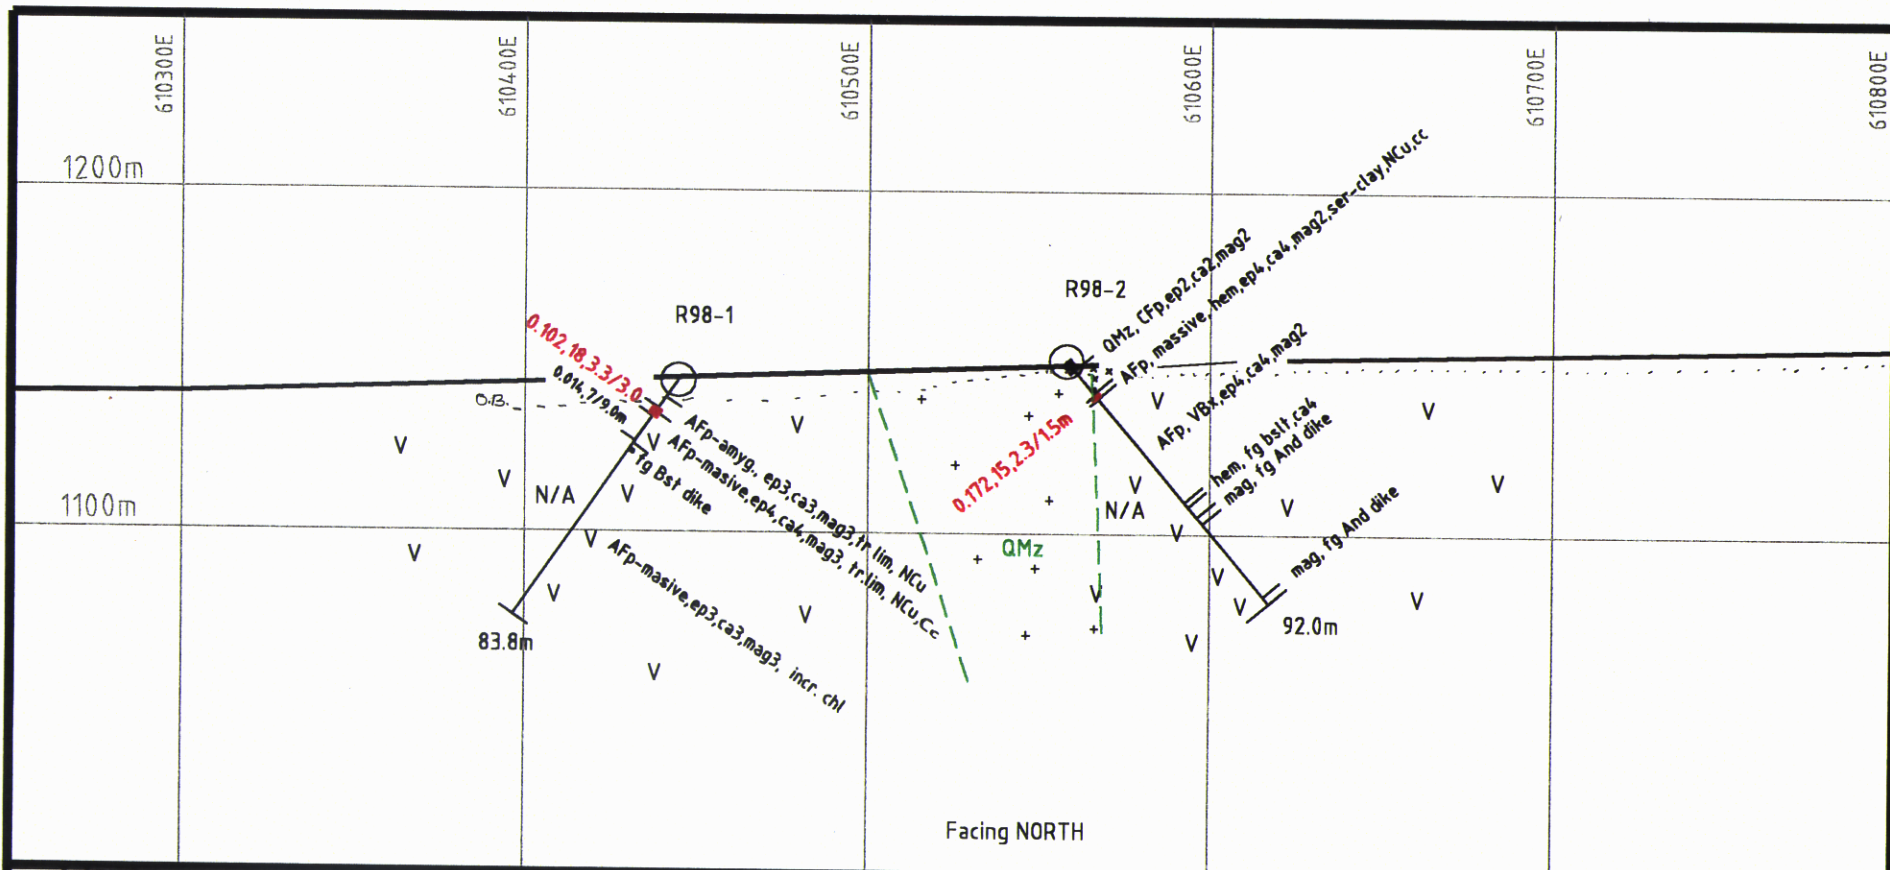 610300E
610400E
610500E
610600E
610700E
610800E
1200m
1100m
R98-1
R98-2
0.102,18,3.3/3.0
0.014,7/9.0m
O.B.
AFp-amyg., ep3,ca3,mag3,tr lim, NCu
AFp-masive,ep4,ca4,mag3, tr.lim, NCu,Cc
fg Bst dike
N/A
AFp-masive,ep3,ca3,mag3, incr. chl
83.8m
QMz, CFp,ep2,ca2,mag2
AFp, massive, hem,ep4,ca4,mag2,ser-clay,NCu,cc
AFp, VBx,ep4,ca4,mag2
0.172,15,2.3/1.5m
hem, fg bslt,ca4
mag, fg And dike
N/A
QMz
mag, fg And dike
92.0m
Facing NORTH